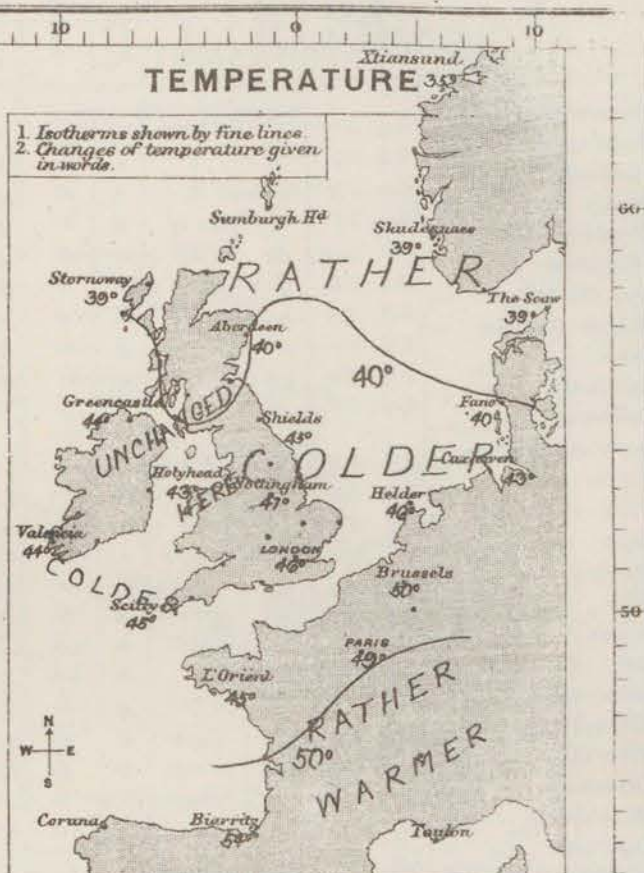 10 0 10
TEMPERATURE
Xtiansund
35°
1. Isotherms shown by fine lines.
2. Changes of temperature given
in words.
60
Sumburgh Hd
Skudesnaes
39°
RATHER
Stornoway
39°
The Scaw
39°
Aberdeen
40°
40°
Fano
40°
Greencastle
44°
UNCHANGED
HERE
Shields
43°
COLDER
Cuxhaven
43°
Holyhead
43°
Nottingham
47°
Helder
46°
Valencia
44°
LONDON
46°
COLDER
Brussels
50°
Scilly
45°
50
PARIS
49°
L'Orient
45°
RATHER
WARMER
50°
N
W E
S
Coruna
Biarritz
54°
Toulon